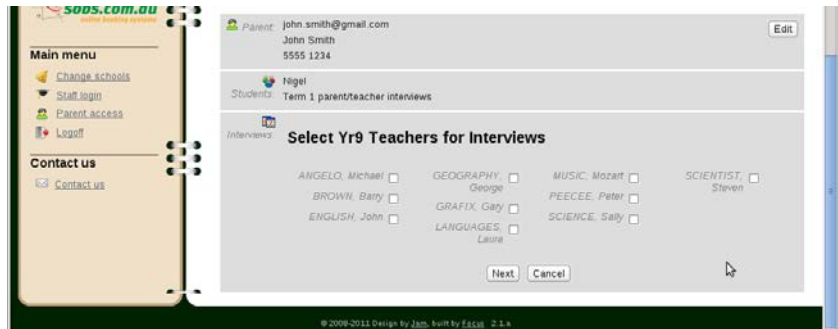 sobs.com.au
online booking systems
Main menu
Change schools
Staff login
Parent access
Logoff
Contact us
Contact us
Parent: john.smith@gmail.com
John Smith
5555 1234
Edit
Students: Nigel
Term 1 parent/teacher interviews
Interviews:
Select Yr9 Teachers for Interviews
ANGELO, Michael
BROWN, Barry
ENGLISH, John
GEOGRAPHY,
George
GRAFIX, Gary
LANGUAGES,
Laura
MUSIC, Mozart
PEECEE, Peter
SCIENCE, Sally
SCIENTIST,
Steven
Next Cancel
© 2008-2011 Design by Jam, built by Focus 2.1.a